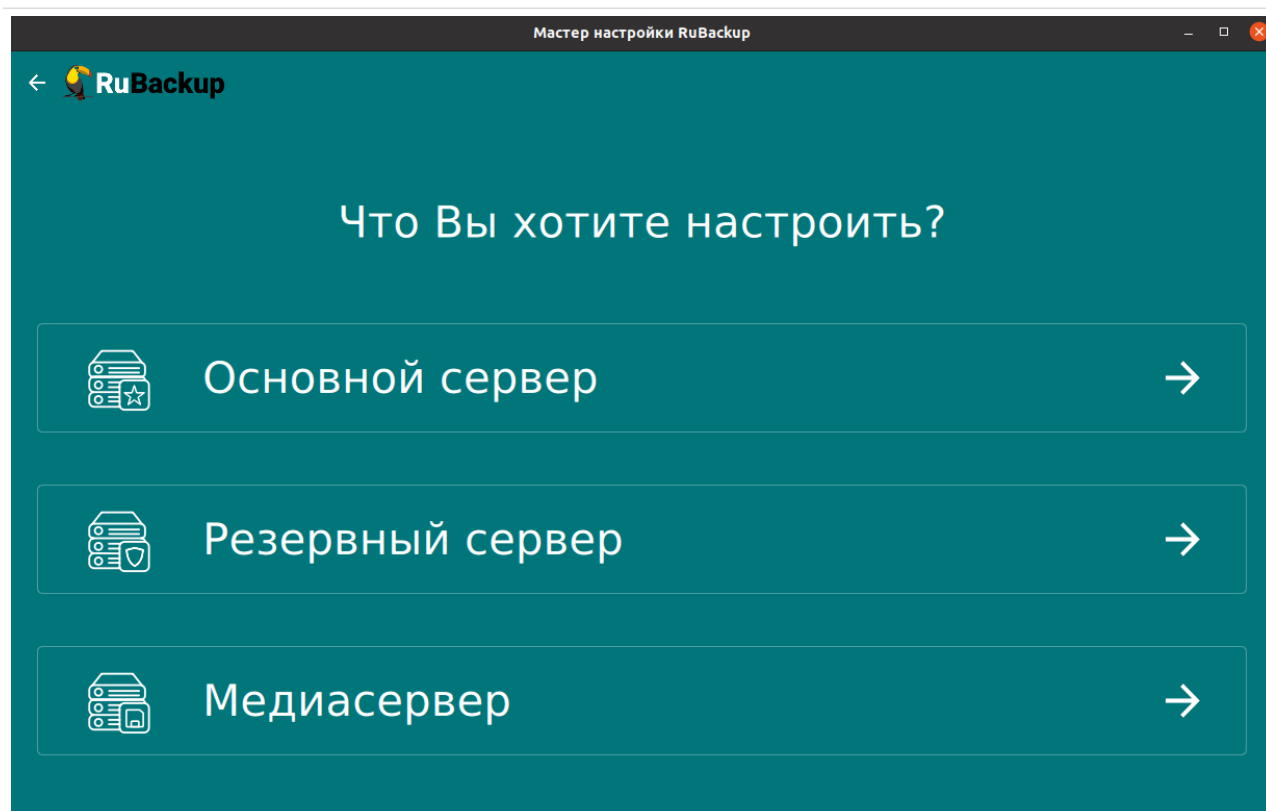 Мастер настройки RuBackup
RuBackup
Что Вы хотите настроить?
Основной сервер
Резервный сервер
Медиасервер